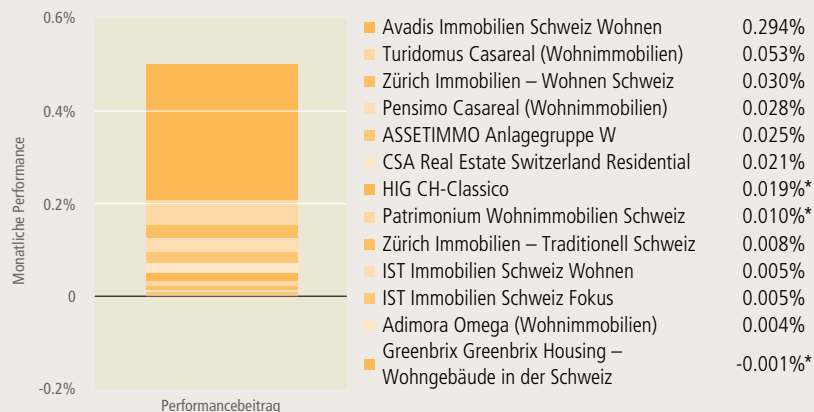 0.6%
0.4%
0.2%
0
-0.2%
Monatliche Performance
Performancebeitrag
Avadis Immobilien Schweiz Wohnen 0.294%
Turidomus Casareal (Wohnimmobilien) 0.053%
Zürich Immobilien – Wohnen Schweiz 0.030%
Pensimo Casareal (Wohnimmobilien) 0.028%
ASSETIMMO Anlagegruppe W 0.025%
CSA Real Estate Switzerland Residential 0.021%
HIG CH-Classico 0.019%*
Patrimonium Wohnimmobilien Schweiz 0.010%*
Zürich Immobilien – Traditionell Schweiz 0.008%
IST Immobilien Schweiz Wohnen 0.005%
IST Immobilien Schweiz Fokus 0.005%
Adimora Omega (Wohnimmobilien) 0.004%
Greenbrix Greenbrix Housing –
Wohngebäude in der Schweiz -0.001%*